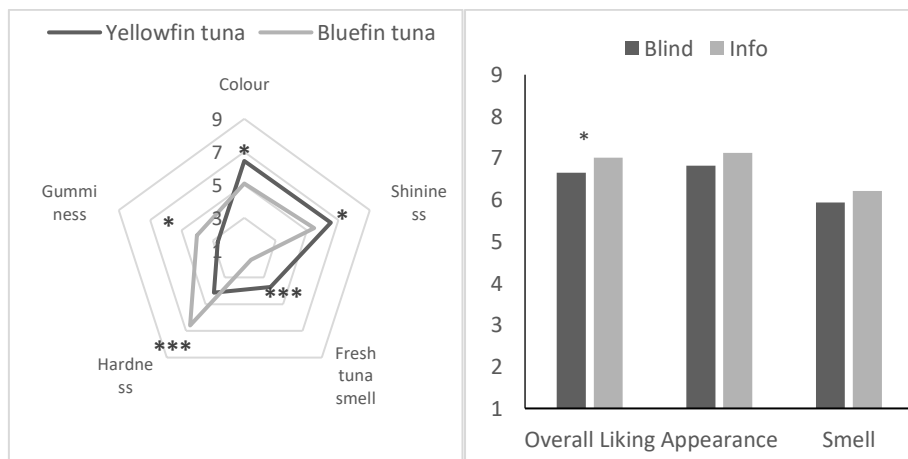 Yellowfin tuna Bluefin tuna
Colour
9
7
5
3
1
*
Shnine
ss
*
Fresh
tuna
smell
***
Hardne
ss
***
Gummi
ness
*
Blind Info
9
8
7
6
5
4
3
2
1
*
Overall Liking Appearance Smell